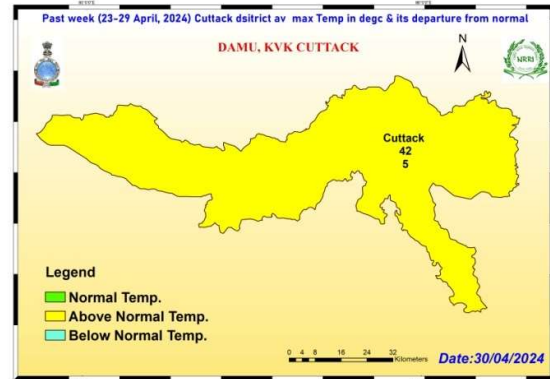 Past week (23-29 April, 2024) Cuttack dsitrict av max Temp in degc & its departure from normal
DAMU, KVK CUTTACK
N
NRRI
Cuttack
42
5
Legend
Normal Temp.
Above Normal Temp.
Below Normal Temp.
0 4 8 16 24 32
Kilometers
Date:30/04/2024